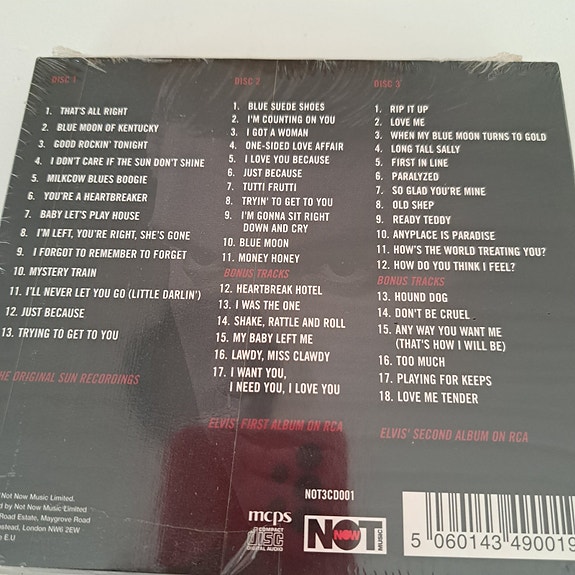 DISC 1
1. THAT'S ALL RIGHT
2. BLUE MOON OF KENTUCKY
3. GOOD ROCKIN' TONIGHT
4. I DON'T CARE IF THE SUN DON'T SHINE
5. MILKCOW BLUES BOOGIE
6. YOU'RE A HEARTBREAKER
7. BABY LET'S PLAY HOUSE
8. I'M LEFT, YOU'RE RIGHT, SHE'S GONE
9. I FORGOT TO REMEMBER TO FORGET
10. MYSTERY TRAIN
11. I'LL NEVER LET YOU GO (LITTLE DARLIN')
12. JUST BECAUSE
13. TRYING TO GET TO YOU
THE ORIGINAL SUN RECORDINGS
DISC 2
1. BLUE SUEDE SHOES
2. I'M COUNTING ON YOU
3. I GOT A WOMAN
4. ONE-SIDED LOVE AFFAIR
5. I LOVE YOU BECAUSE
6. JUST BECAUSE
7. TUTTI FRUTTI
8. TRYIN' TO GET TO YOU
9. I'M GONNA SIT RIGHT
DOWN AND CRY
10. BLUE MOON
11. MONEY HONEY
BONUS TRACKS
12. HEARTBREAK HOTEL
13. I WAS THE ONE
14. SHAKE, RATTLE AND ROLL
15. MY BABY LEFT ME
16. LAWDY, MISS CLAWDY
17. I WANT YOU,
I NEED YOU, I LOVE YOU
ELVIS' FIRST ALBUM ON RCA
DISC 3
1. RIP IT UP
2. LOVE ME
3. WHEN MY BLUE MOON TURNS TO GOLD
4. LONG TALL SALLY
5. FIRST IN LINE
6. PARALYZED
7. SO GLAD YOU'RE MINE
8. OLD SHEP
9. READY TEDDY
10. ANYPLACE IS PARADISE
11. HOW'S THE WORLD TREATING YOU?
12. HOW DO YOU THINK I FEEL?
BONUS TRACKS
13. HOUND DOG
14. DON'T BE CRUEL
15. ANY WAY YOU WANT ME
(THAT'S HOW I WILL BE)
16. TOO MUCH
17. PLAYING FOR KEEPS
18. LOVE ME TENDER
ELVIS' SECOND ALBUM ON RCA
Not Now Music Limited.
by Not Now Music Limited
Road Estate, Maygrove Road
London NW6 2EW
E.U
mcps
COMPACT
disc
DIGITAL AUDIO
NOT3CD001
NOT
NOW
MUSIC
5 060143 490019